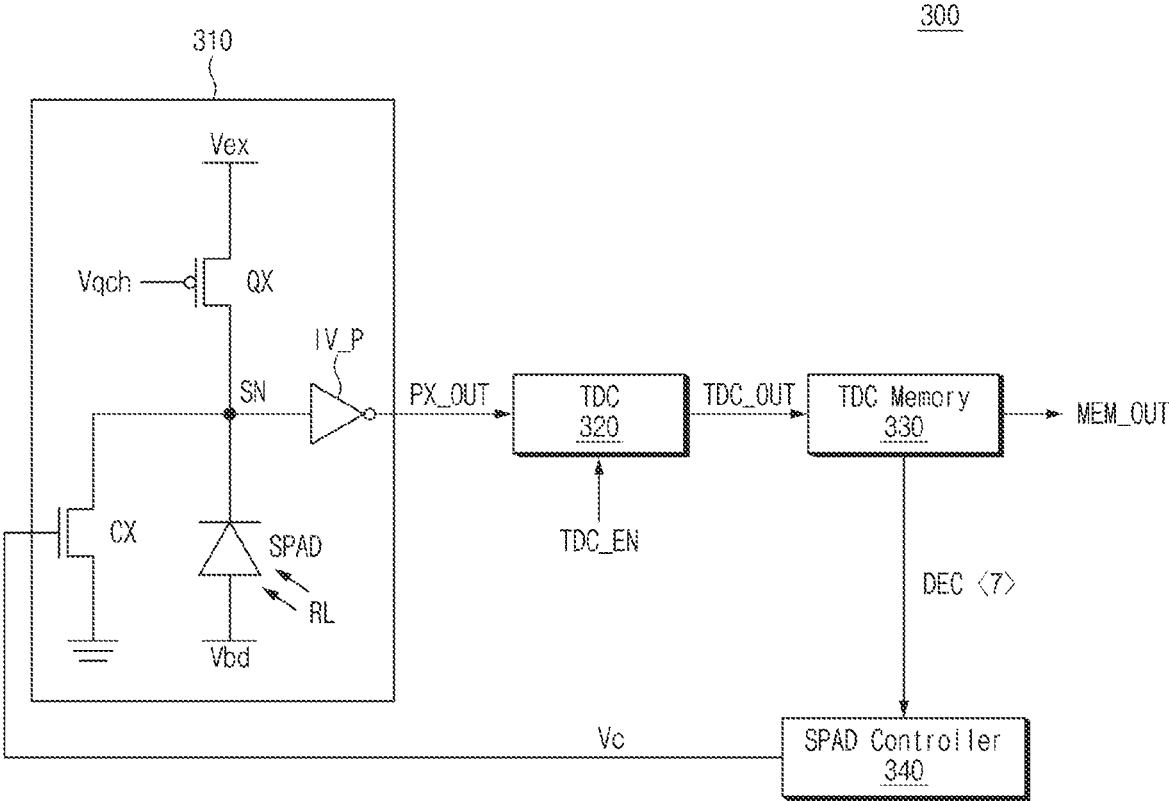 300
310
Vex
Vqch
QX
IV_P
SN
PX_OUT
TDC
320
TDC_OUT
TDC Memory
330
MEM_OUT
CX
SPAD
RL
TDC_EN
DEC〈7〉
Vbd
Vc
SPAD Controller
340